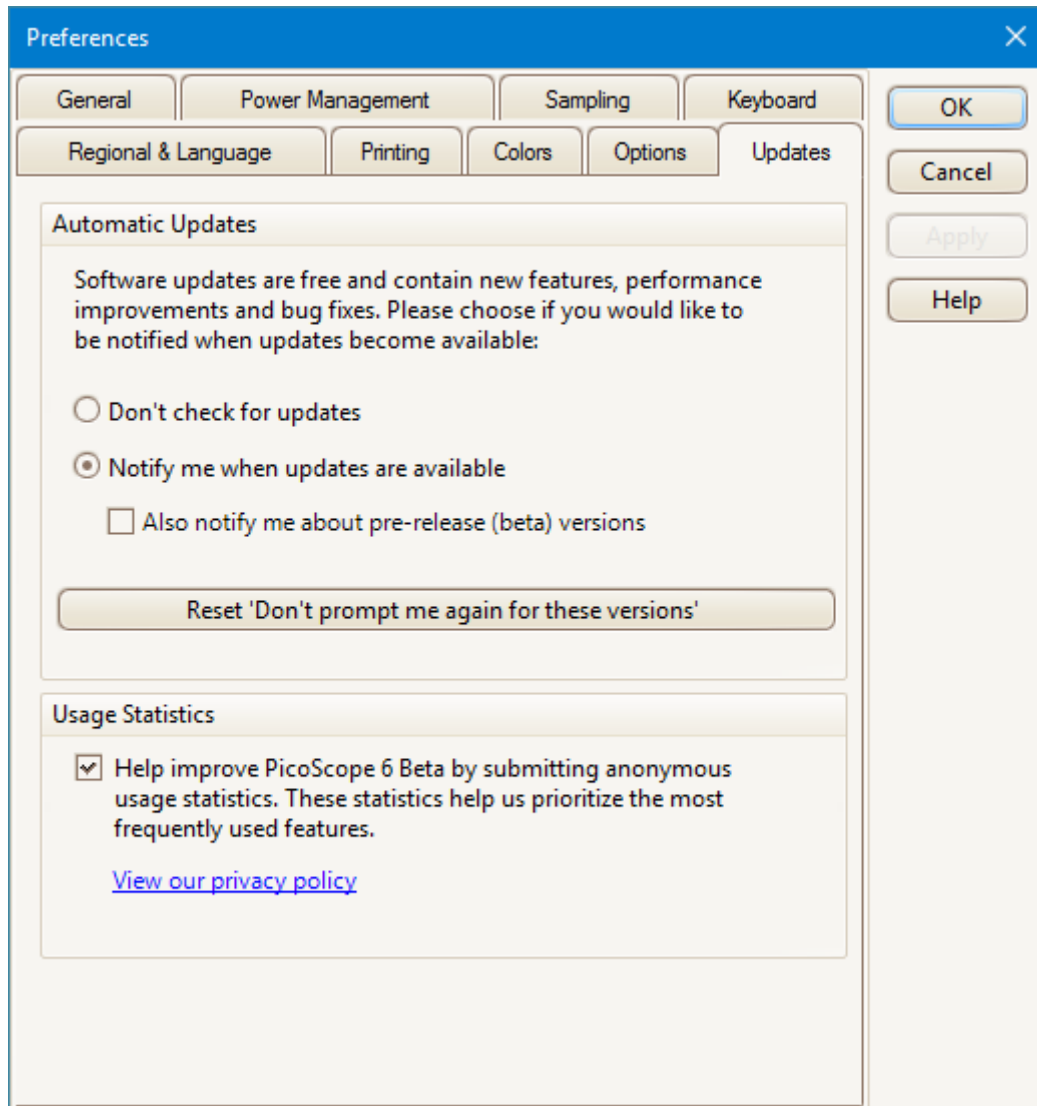 Preferences
General Power Management Sampling Keyboard
Regional & Language Printing Colors Options Updates
OK
Cancel
Apply
Help
Automatic Updates
Software updates are free and contain new features, performance
improvements and bug fixes. Please choose if you would like to
be notified when updates become available:
Don't check for updates
Notify me when updates are available
Also notify me about pre-release (beta) versions
Reset 'Don't prompt me again for these versions'
Usage Statistics
Help improve PicoScope 6 Beta by submitting anonymous
usage statistics. These statistics help us prioritize the most
frequently used features.
View our privacy policy